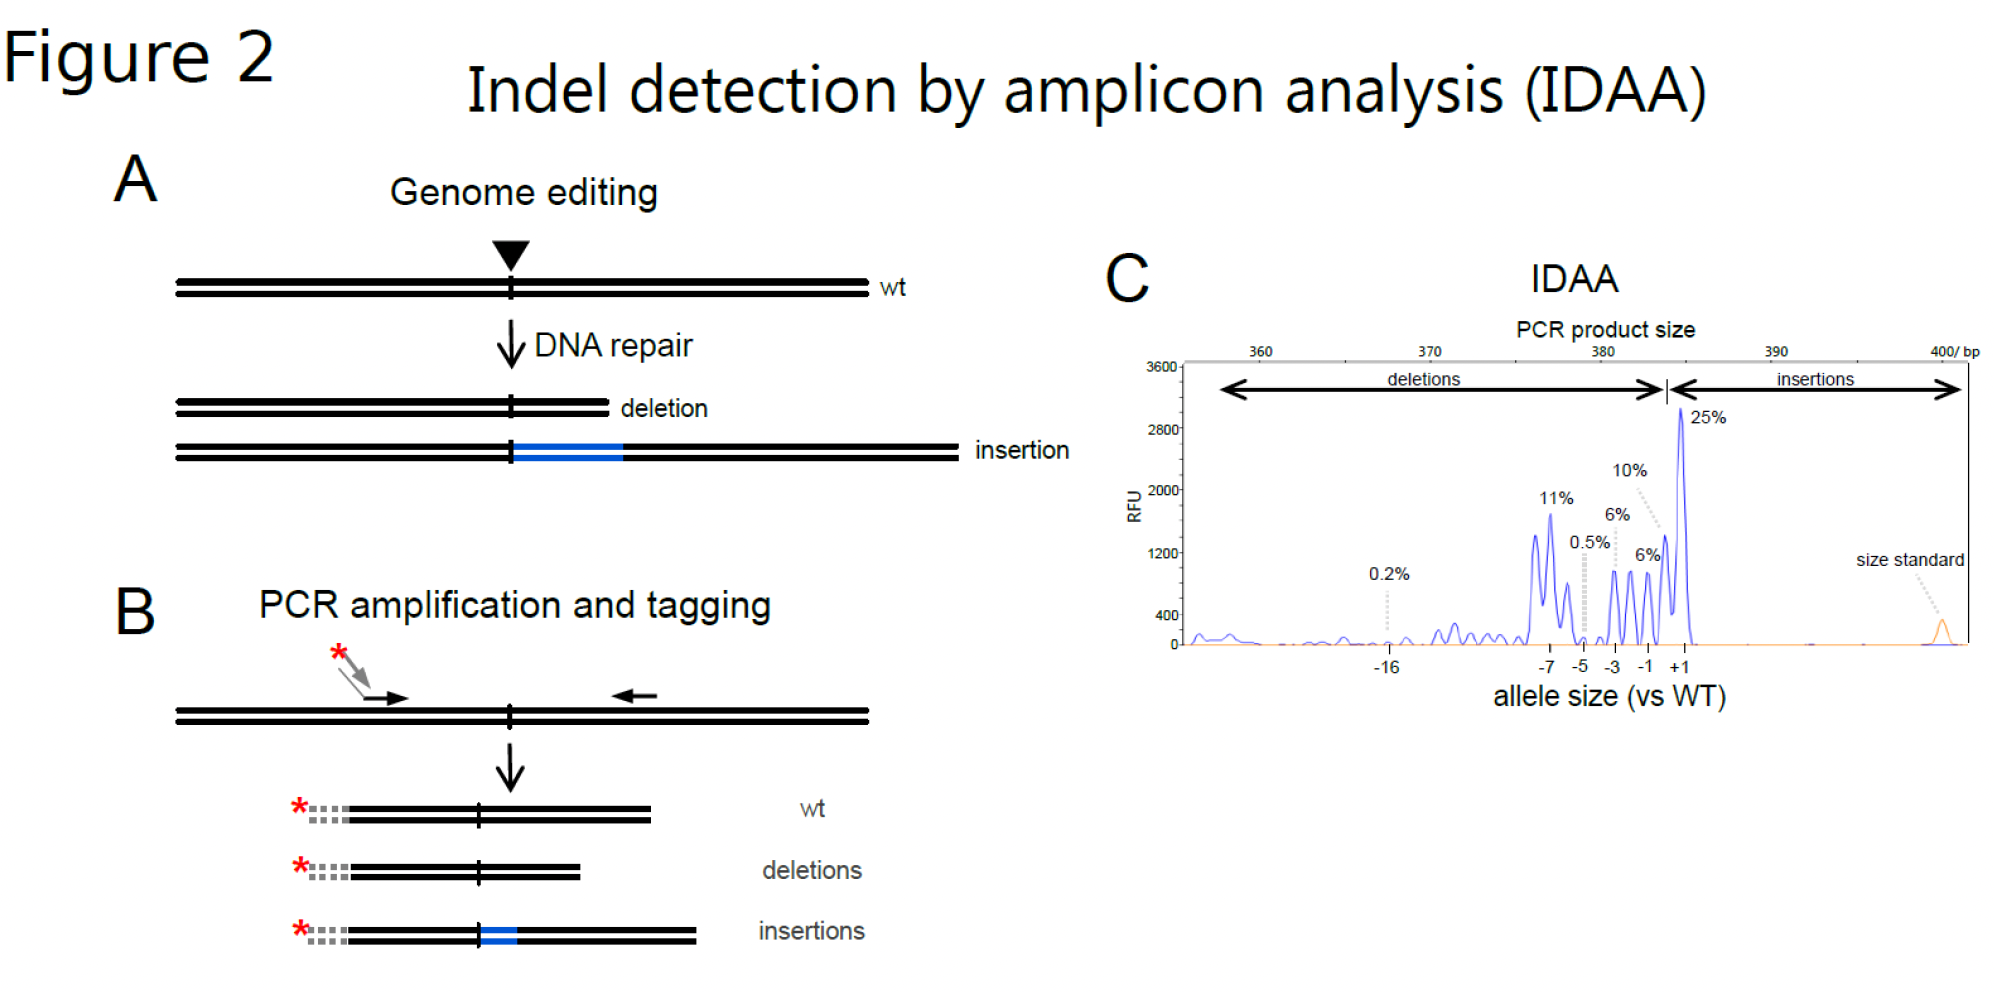 Figure 2
Indel detection by amplicon analysis (IDAA)
A
Genome editing
wt
DNA repair
deletion
insertion
B
PCR amplification and tagging
*
*
wt
*
deletions
*
insertions
C
IDAA
PCR product size
360 370 380 390 400/ bp
3600
deletions insertions
25%
2800
10%
2000
11%
6%
RFU
0.5%
1200
6%
size standard
0.2%
400
0
-16 -7 -5 -3 -1 +1
allele size (vs WT)